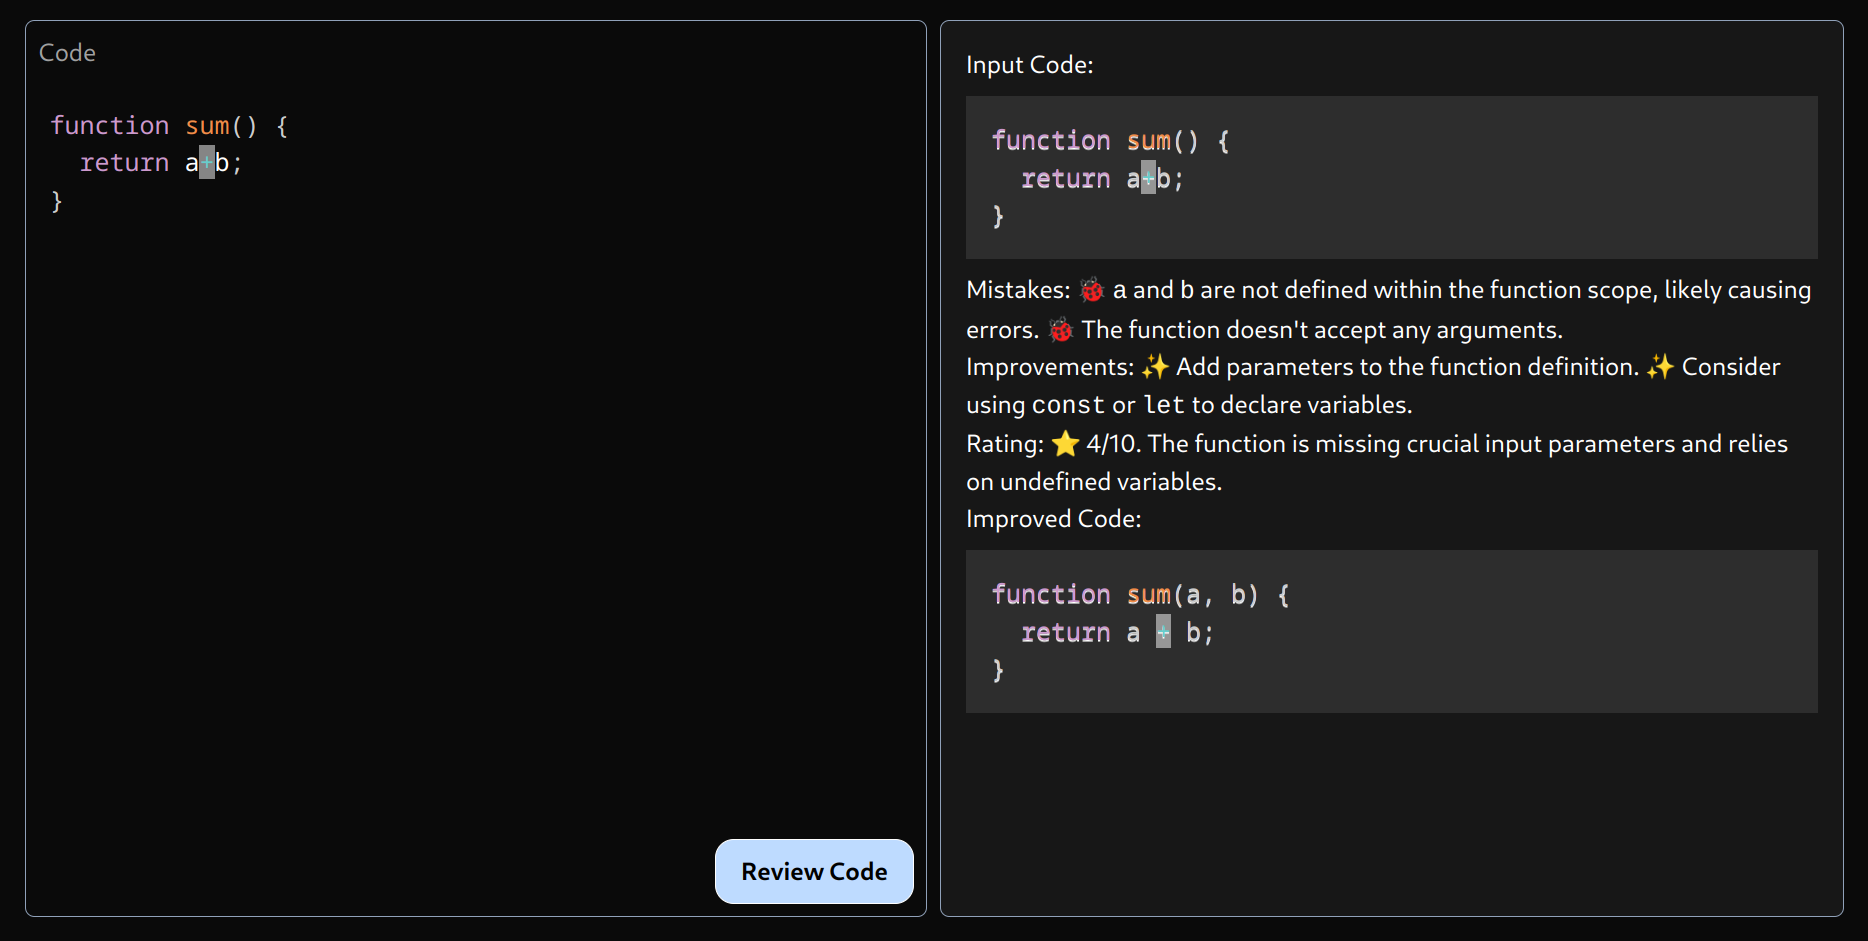 Code
function sum() {
  return a+b;
}
Review Code
Input Code:
function sum() {
  return a+b;
}
Mistakes: 🐞 a and b are not defined within the function scope, likely causing
errors. 🐞 The function doesn't accept any arguments.
Improvements: ✨ Add parameters to the function definition. ✨ Consider
using const or let to declare variables.
Rating: ⭐ 4/10. The function is missing crucial input parameters and relies
on undefined variables.
Improved Code:
function sum(a, b) {
  return a + b;
}